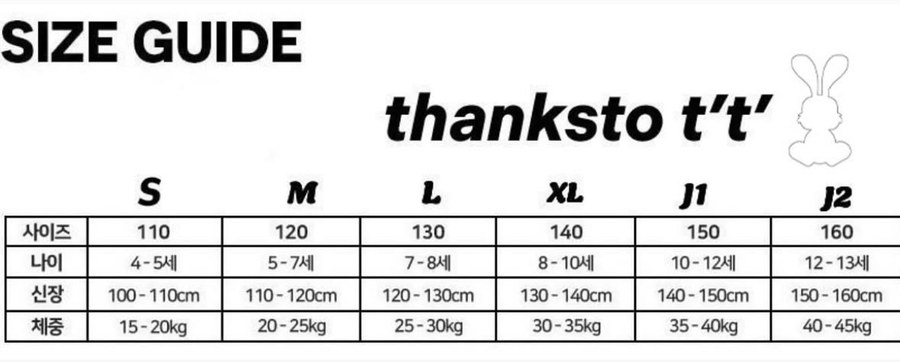 SIZE GUIDE
thanksto t't'
S M L XL J1 J2
사이즈 110 120 130 140 150 160
나이 4-5세 5-7세 7-8세 8-10세 10-12세 12-13세
신장 100-110cm 110-120cm 120-130cm 130-140cm 140-150cm 150-160cm
체중 15-20kg 20-25kg 25-30kg 30-35kg 35-40kg 40-45kg